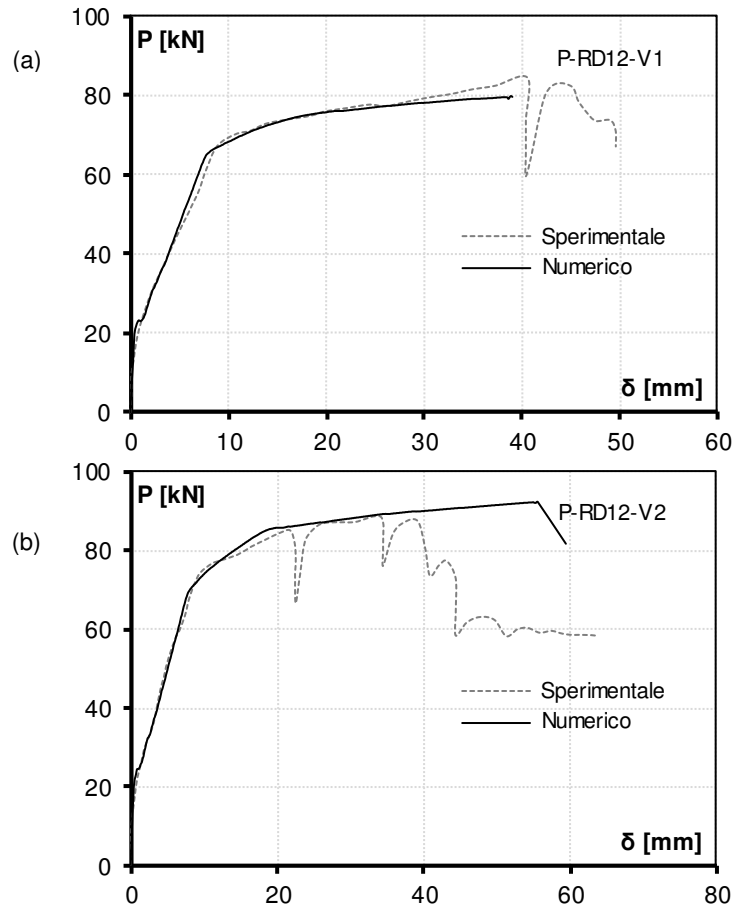 (a)
P [kN]
P-RD12-V1
100
80
60
40
20
0
Sperimentale
Numerico
δ [mm]
0 10 20 30 40 50 60
(b)
P [kN]
P-RD12-V2
100
80
60
40
20
0
Sperimentale
Numerico
δ [mm]
0 20 40 60 80